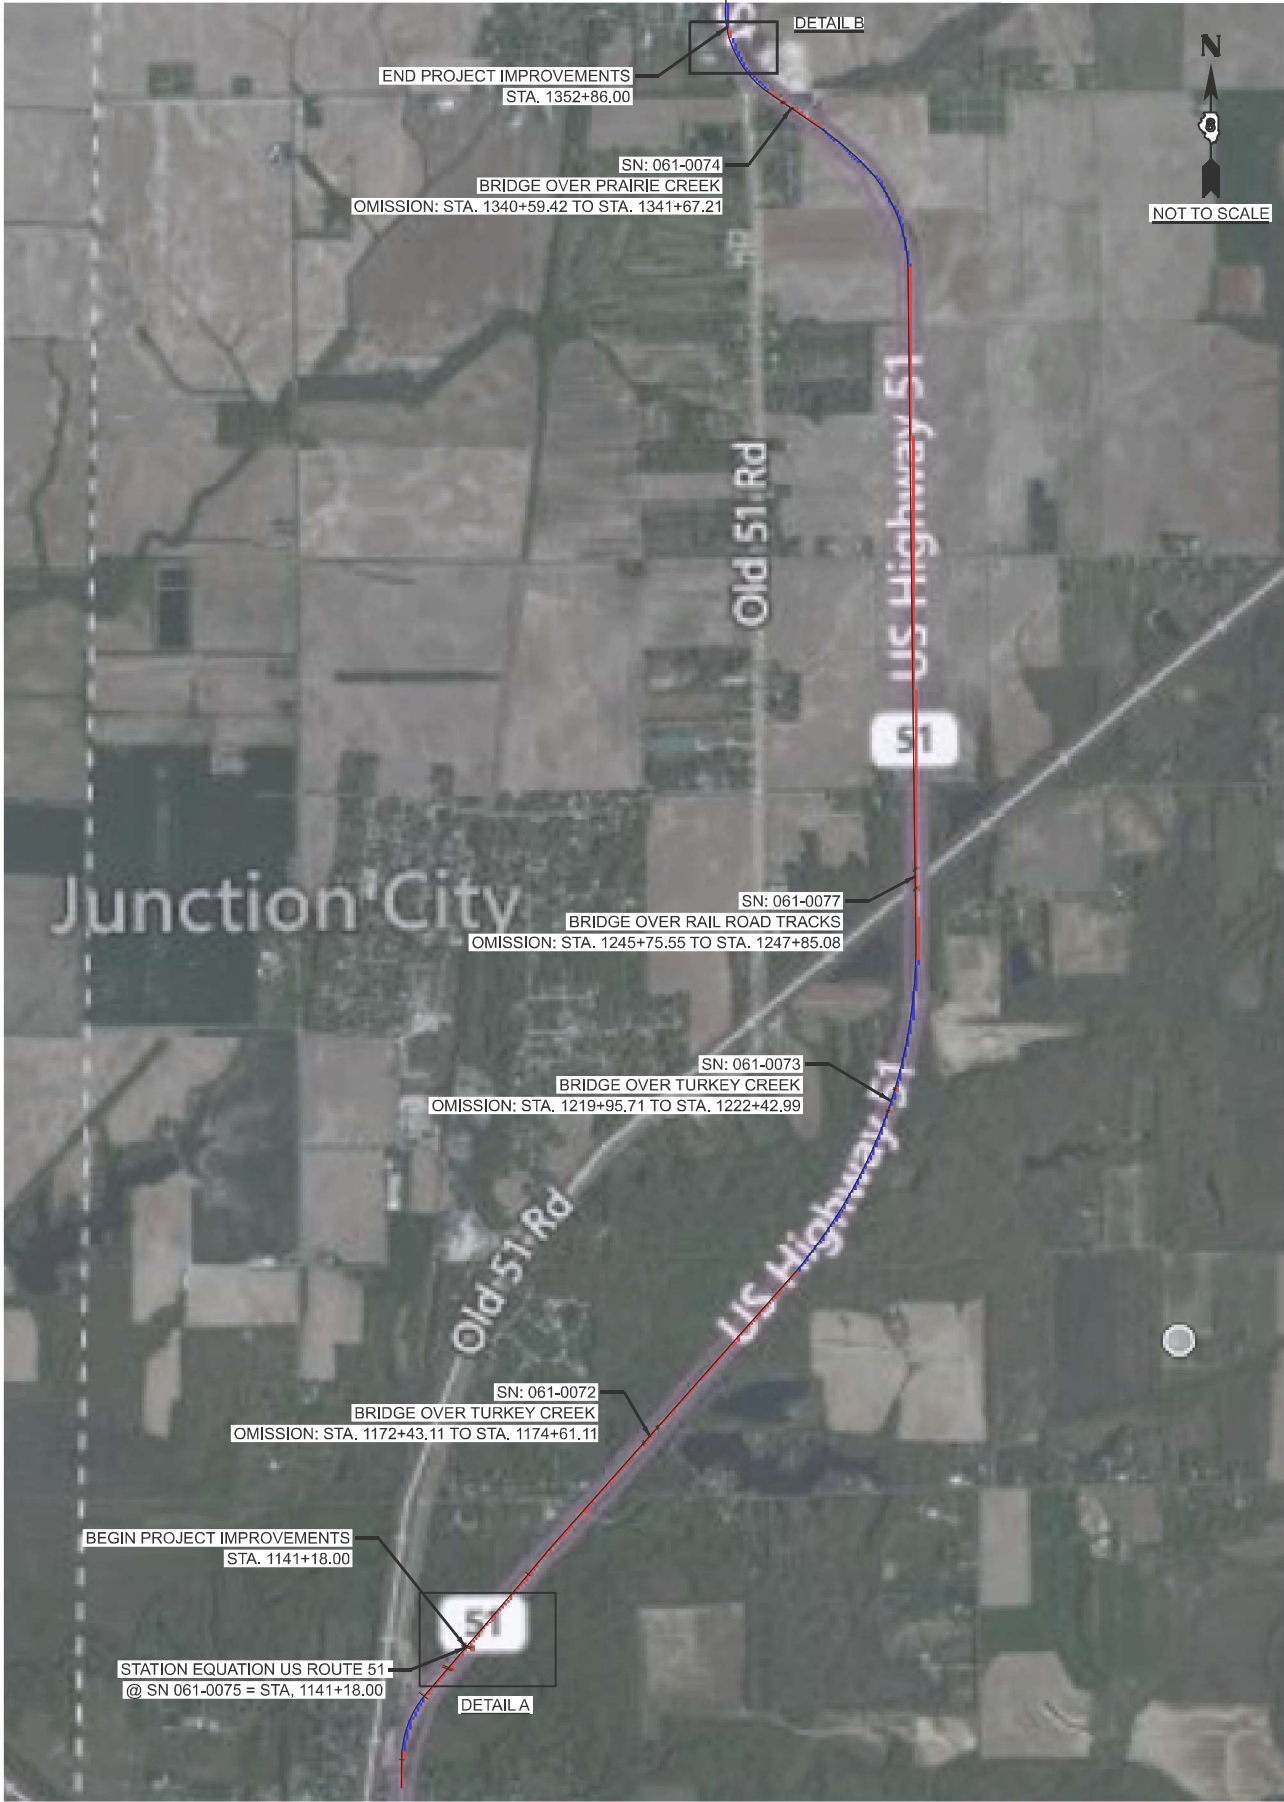 DETAIL B
N
8
NOT TO SCALE
END PROJECT IMPROVEMENTS
STA. 1352+86.00
SN: 061-0074
BRIDGE OVER PRAIRIE CREEK
OMISSION: STA. 1340+59.42 TO STA. 1341+67.21
US Highway 51
Old 51 Rd
51
Junction City
SN: 061-0077
BRIDGE OVER RAIL ROAD TRACKS
OMISSION: STA. 1245+75.55 TO STA. 1247+85.08
SN: 061-0073
BRIDGE OVER TURKEY CREEK
OMISSION: STA. 1219+95.71 TO STA. 1222+42.99
US Highway 51
Old 51 Rd
SN: 061-0072
BRIDGE OVER TURKEY CREEK
OMISSION: STA. 1172+43.11 TO STA. 1174+61.11
BEGIN PROJECT IMPROVEMENTS
STA. 1141+18.00
51
STATION EQUATION US ROUTE 51
@ SN 061-0075 = STA, 1141+18.00
DETAIL A